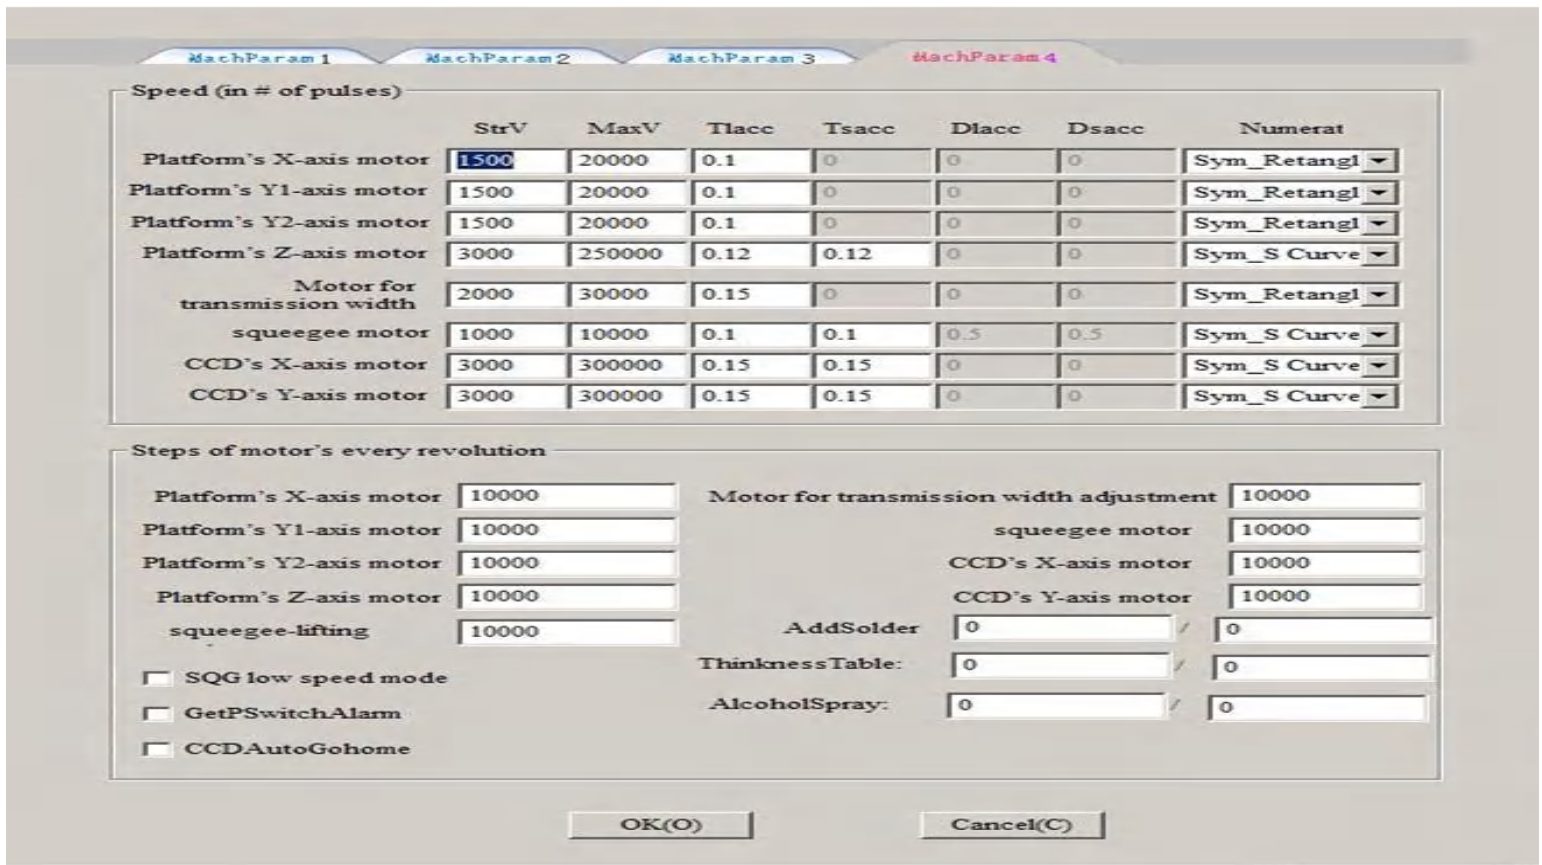 MachParam 1 MachParam 2 MachParam 3 MachParam 4
Speed (in # of pulses)
StrV MaxV Tlacc Tsacc Dlacc Dsacc Numerat
Platform's X-axis motor 1500 20000 0.1 0 0 0 Sym_Retangl
Platform's Y1-axis motor 1500 20000 0.1 0 0 0 Sym_Retangl
Platform's Y2-axis motor 1500 20000 0.1 0 0 0 Sym_Retangl
Platform's Z-axis motor 3000 250000 0.12 0.12 0 0 Sym_S Curve
Motor for
transmission width 2000 30000 0.15 0 0 0 Sym_Retangl
squeegee motor 1000 10000 0.1 0.1 0.5 0.5 Sym_S Curve
CCD's X-axis motor 3000 300000 0.15 0.15 0 0 Sym_S Curve
CCD's Y-axis motor 3000 300000 0.15 0.15 0 0 Sym_S Curve
Steps of motor's every revolution
Platform's X-axis motor 10000 Motor for transmission width adjustment 10000
Platform's Y1-axis motor 10000 squeegee motor 10000
Platform's Y2-axis motor 10000 CCD's X-axis motor 10000
Platform's Z-axis motor 10000 CCD's Y-axis motor 10000
squeegee-lifting 10000 AddSolder 0 / 0
ThinknessTable: 0 / 0
SQG low speed mode
AlcoholSpray: 0 / 0
GetPSwitchAlarm
CCDAutoGohome
OK(O) Cancel(C)